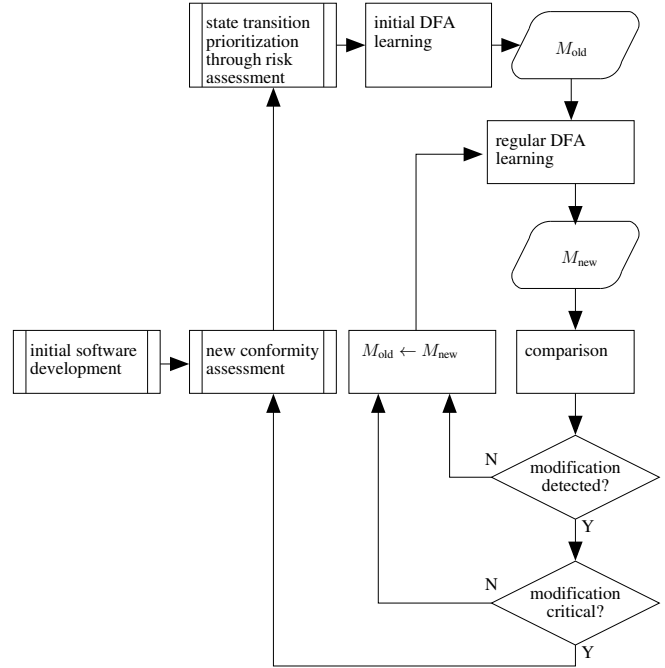 state transition
prioritization
through risk
assessment
initial DFA
learning
M_old
regular DFA
learning
M_new
initial software
development
new conformity
assessment
M_old ← M_new
comparison
N
modification
detected?
Y
N
modification
critical?
Y